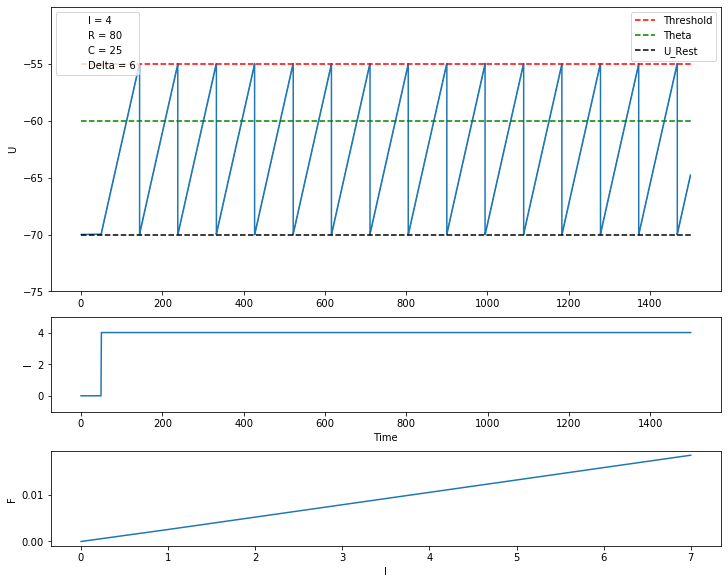 I = 4
R = 80
C = 25
Delta = 6
Threshold
Theta
U_Rest
−55
−60
−65
−70
−75
U
0 200 400 600 800 1000 1200 1400
4
2
0
I
0 200 400 600 800 1000 1200 1400
Time
0.01
0.00
F
0 1 2 3 4 5 6 7
I